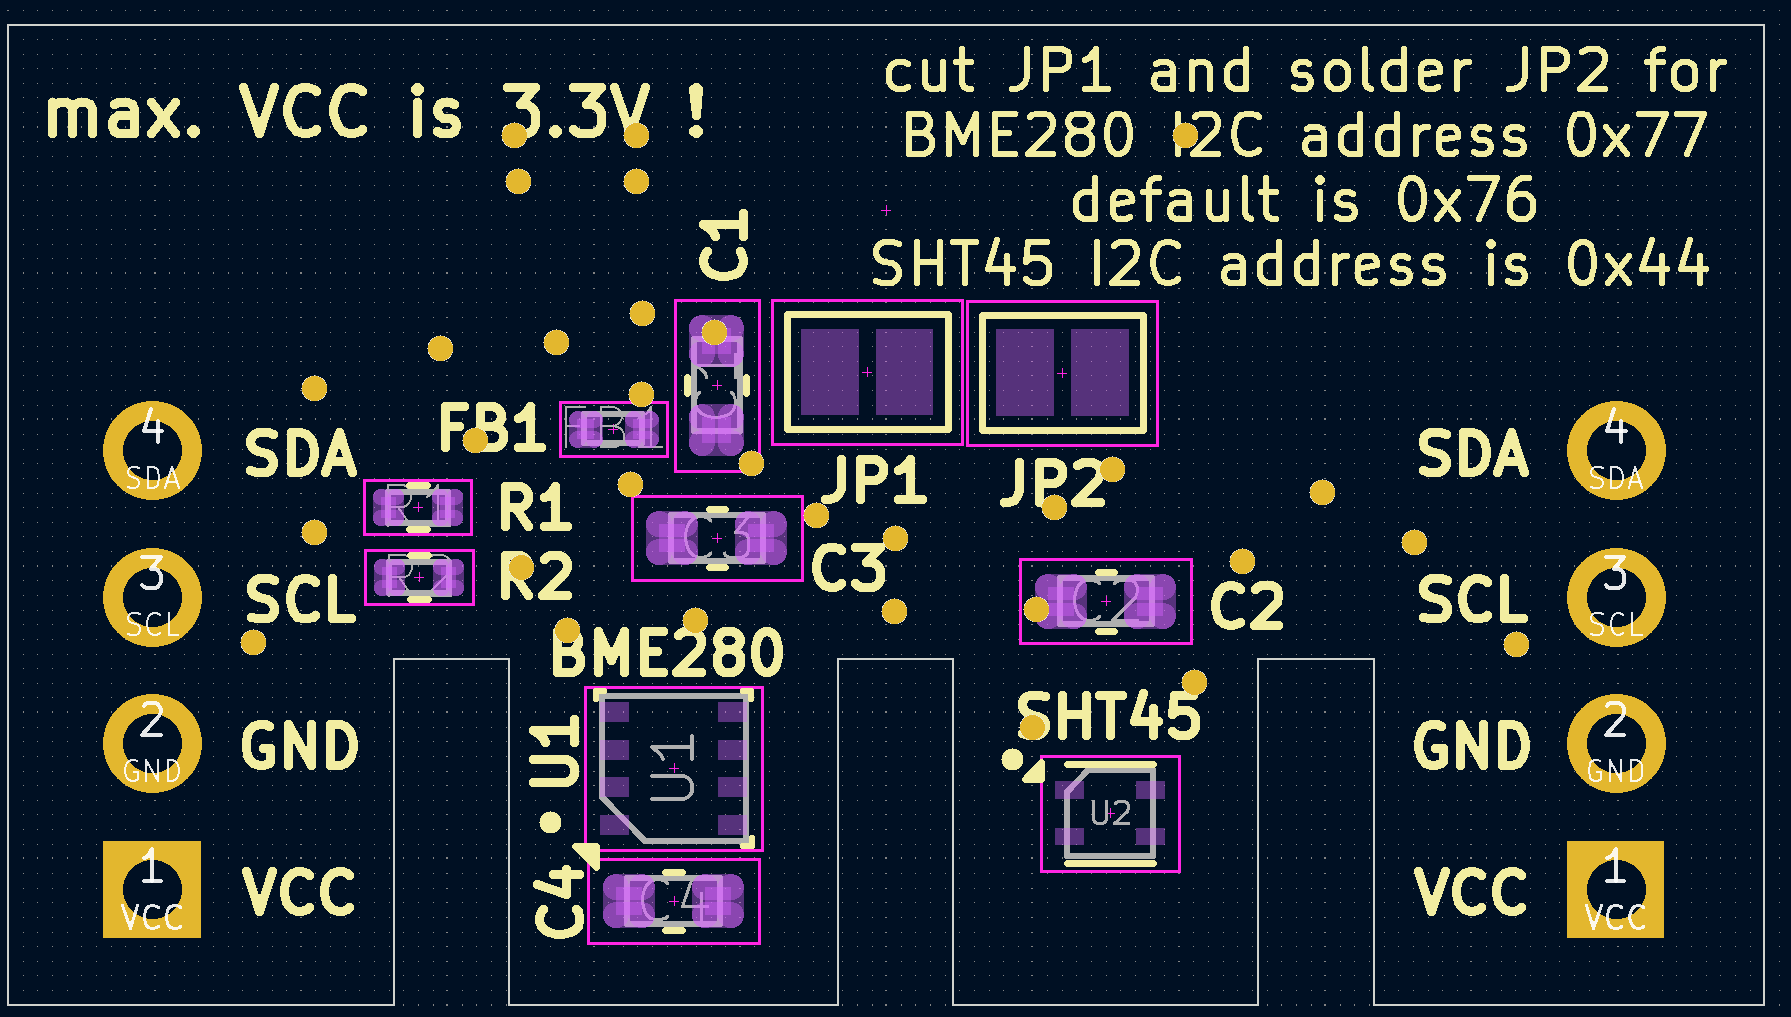 max. VCC is 3.3V !
cut JP1 and solder JP2 for
BME280 I2C address 0x77
default is 0x76
SHT45 I2C address is 0x44
C1
C1
FB1
FB1
JP1
JP2
4
SDA
SDA
R1
R1
R2
R2
C3
C3
C2
C2
SDA
4
SDA
3
SCL
SCL
SCL
3
SCL
BME280
U1
U1
SHT45
U2
2
GND
GND
GND
2
GND
C4
C4
1
VCC
VCC
VCC
1
VCC